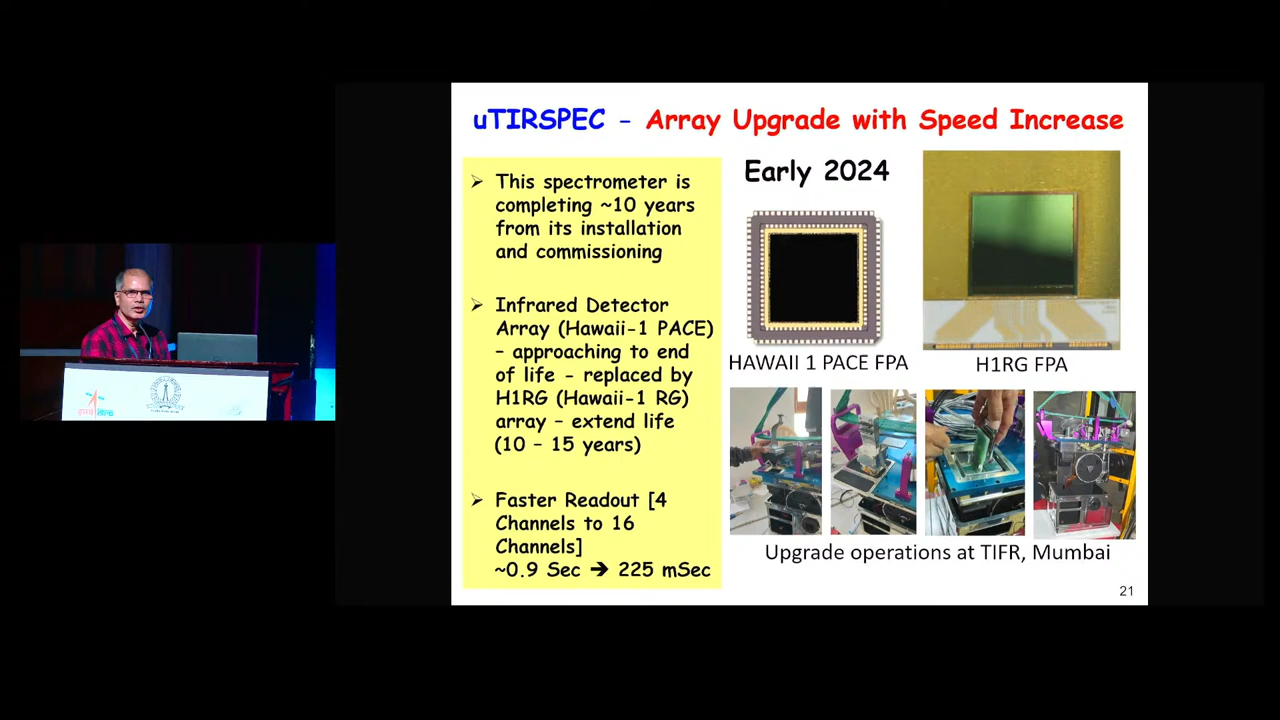 uTIRSPEC - Array Upgrade with Speed Increase
➢ This spectrometer is
completing ~10 years
from its installation
and commissioning
➢ Infrared Detector
Array (Hawaii-1 PACE)
– approaching to end
of life – replaced by
H1RG (Hawaii-1 RG)
array – extend life
(10 – 15 years)
➢ Faster Readout [4
Channels to 16
Channels]
~0.9 Sec ➔ 225 mSec
Early 2024
HAWAII 1 PACE FPA
H1RG FPA
Upgrade operations at TIFR, Mumbai
21